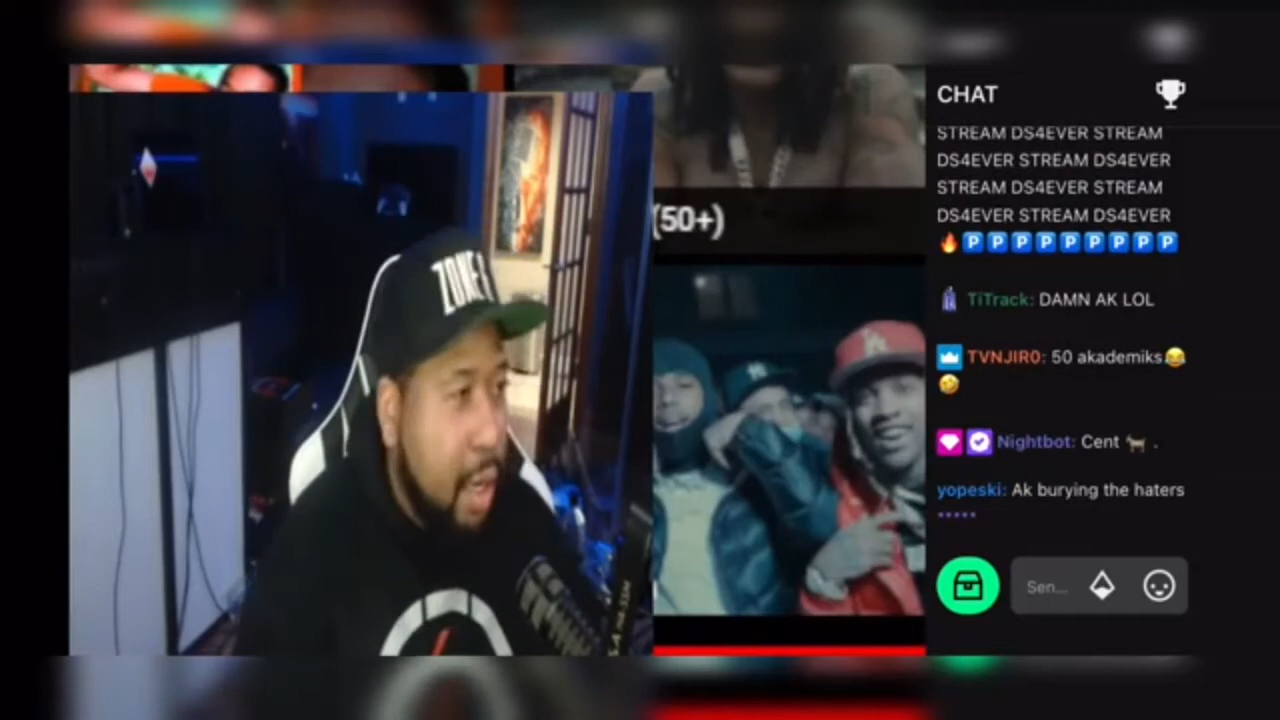 CHAT
STREAM DS4EVER STREAM
DS4EVER STREAM DS4EVER
STREAM DS4EVER STREAM
DS4EVER STREAM DS4EVER
🔥🅿️🅿️🅿️🅿️🅿️🅿️🅿️🅿️🅿️
TiTrack: DAMN AK LOL
TVNJIR0: 50 akademiks😂
🤣
Nightbot: Cent 🐐 .
yopeski: Ak burying the haters
Sen...
(50+)
LA